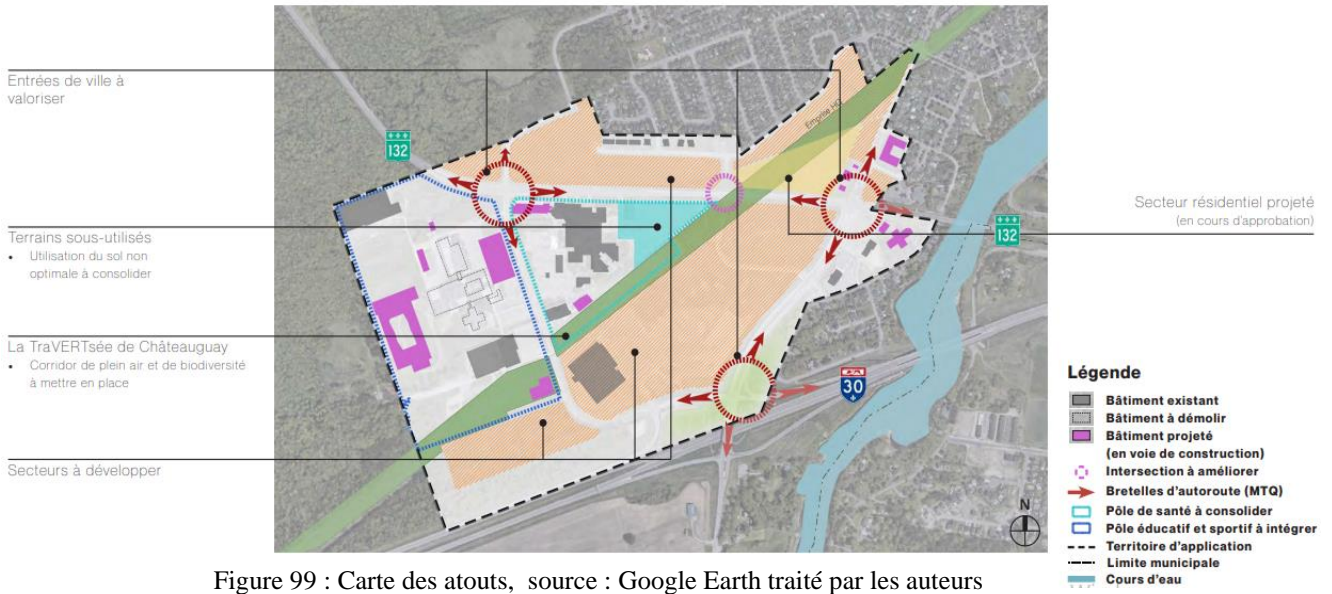 Entrées de ville à
valoriser
Terrains sous-utilisés
• Utilisation du sol non
optimale à consolider
La TraVERTsée de Châteauguay
• Corridor de plein air et de biodiversité
à mettre en place
Secteurs à développer
132
Emprise HQ
132
30
N
Secteur résidentiel projeté
(en cours d'approbation)
Légende
Bâtiment existant
Bâtiment à démolir
Bâtiment projeté
(en voie de construction)
Intersection à améliorer
Bretelles d'autoroute (MTQ)
Pôle de santé à consolider
Pôle éducatif et sportif à intégrer
Territoire d'application
Limite municipale
Cours d'eau
Figure 99 : Carte des atouts, source : Google Earth traité par les auteurs